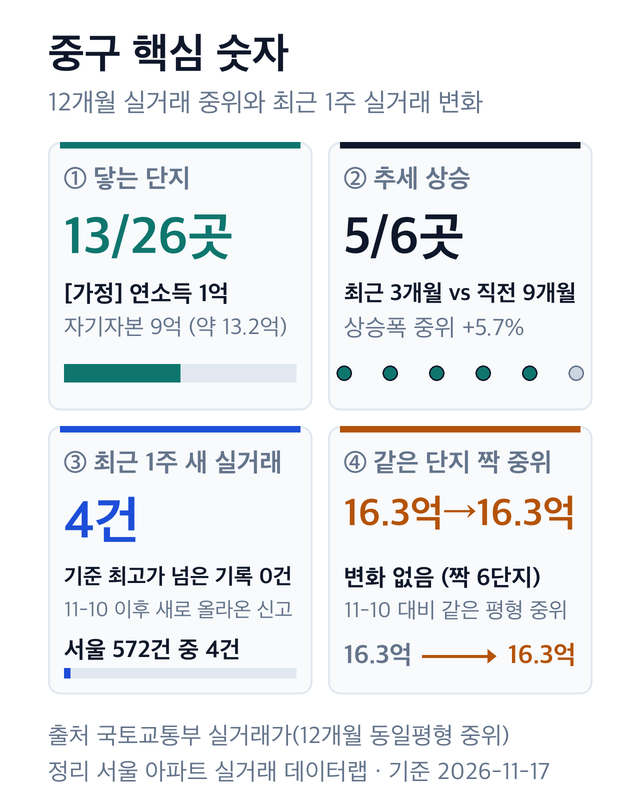 중구 핵심 숫자
12개월 실거래 중위와 최근 1주 실거래 변화
① 닿는 단지
13/26곳
[가정] 연소득 1억
자기자본 9억 (약 13.2억)
② 추세 상승
5/6곳
최근 3개월 vs 직전 9개월
상승폭 중위 +5.7%
③ 최근 1주 새 실거래
4건
기준 최고가 넘은 기록 0건
11-10 이후 새로 올라온 신고
서울 572건 중 4건
④ 같은 단지 짝 중위
16.3억→16.3억
변화 없음 (짝 6단지)
11-10 대비 같은 평형 중위
16.3억 → 16.3억
출처 국토교통부 실거래가(12개월 동일평형 중위)
정리 서울 아파트 실거래 데이터랩 · 기준 2026-11-17